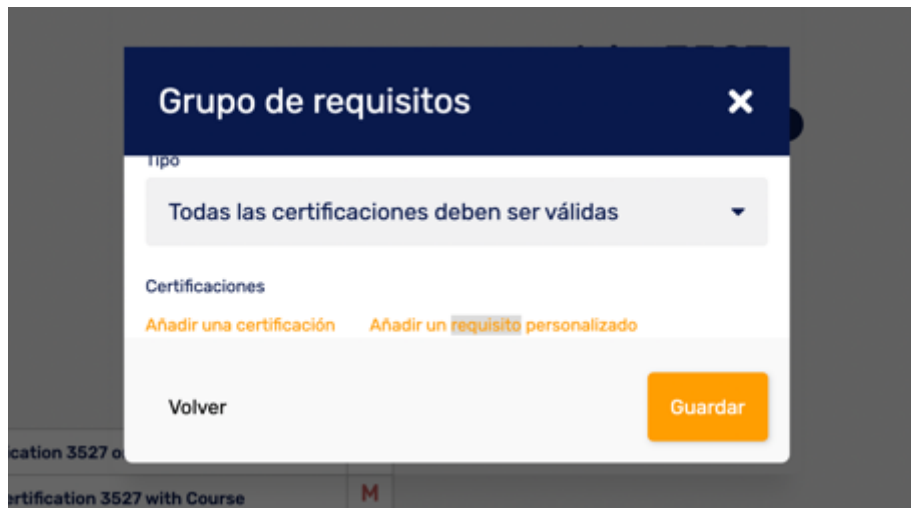 Grupo de requisitos
Tipo
Todas las certificaciones deben ser válidas
Certificaciones
Añadir una certificación Añadir un requisito personalizado
Volver Guardar
cation 3527 o
ertification 3527 with Course M